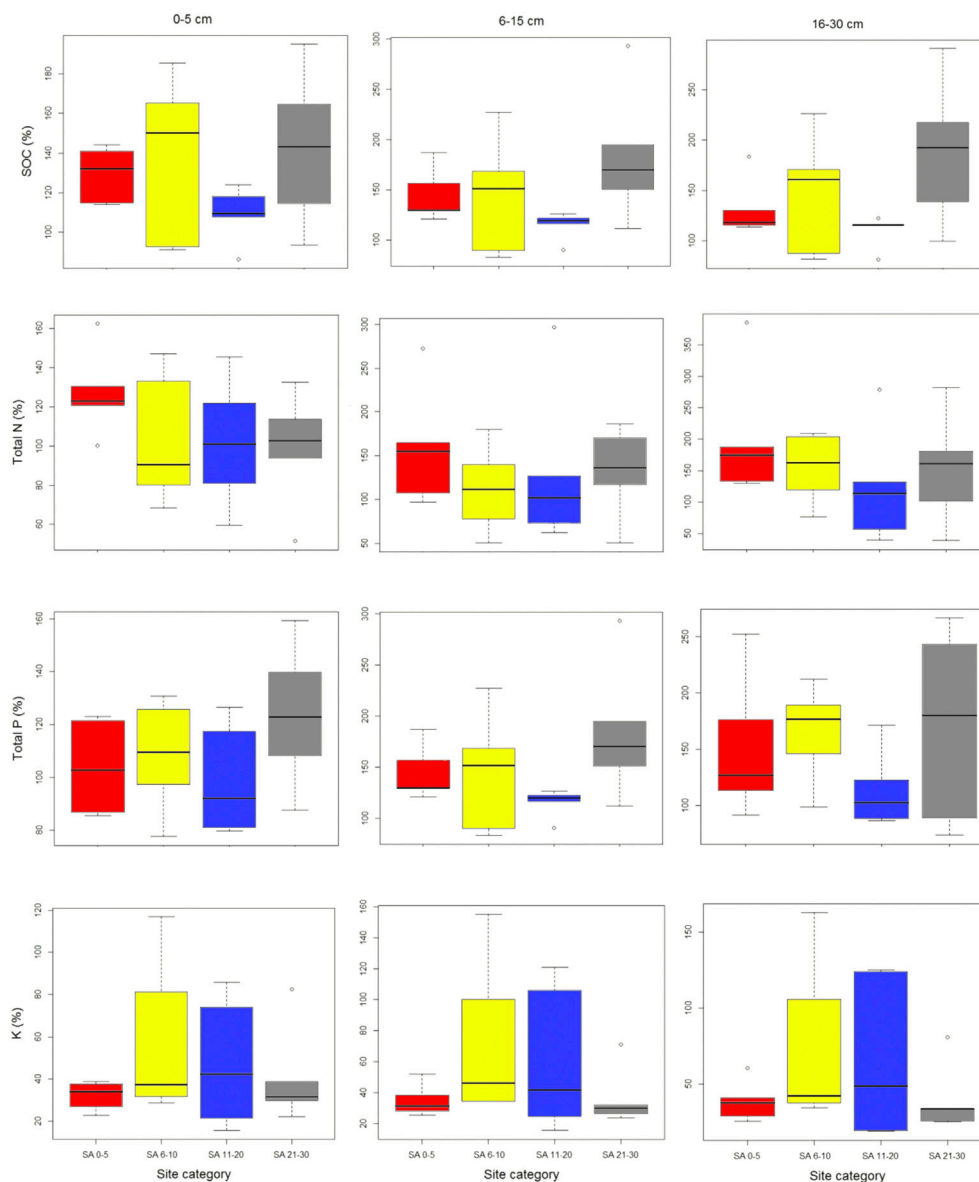 0-5 cm
6-15 cm
16-30 cm
SOC (%)
180
160
140
120
100
300
250
200
150
100
250
200
150
100
Total N (%)
160
140
120
100
80
60
300
250
200
150
100
50
350
300
250
200
150
100
50
Total P (%)
160
140
120
100
80
300
250
200
150
100
250
200
150
100
K (%)
120
100
80
60
40
20
160
140
120
100
80
60
40
20
150
100
50
SA 0-5
SA 6-10
SA 11-20
SA 21-30
SA 0-5
SA 6-10
SA 11-20
SA 21-30
SA 0-5
SA 6-10
SA 11-20
SA 21-30
Site category
Site category
Site category